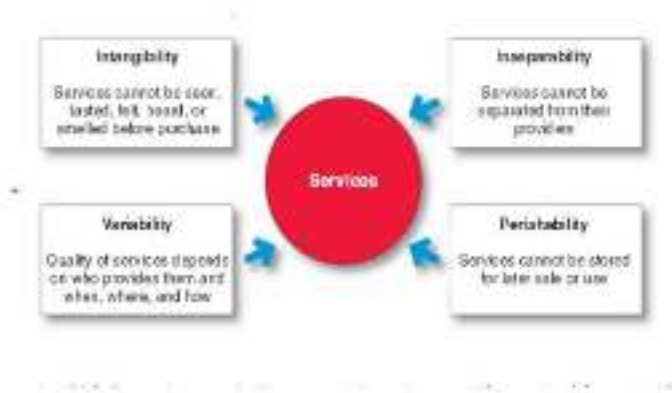 Intangibility
Services cannot be seen,
tasted, felt, heard, or
smelled before purchase
Inseparability
Services cannot be
separated from their
providers
Services
Variability
Quality of services depends
on who provides them and
when, where, and how
Perishability
Services cannot be stored
for later sale or use